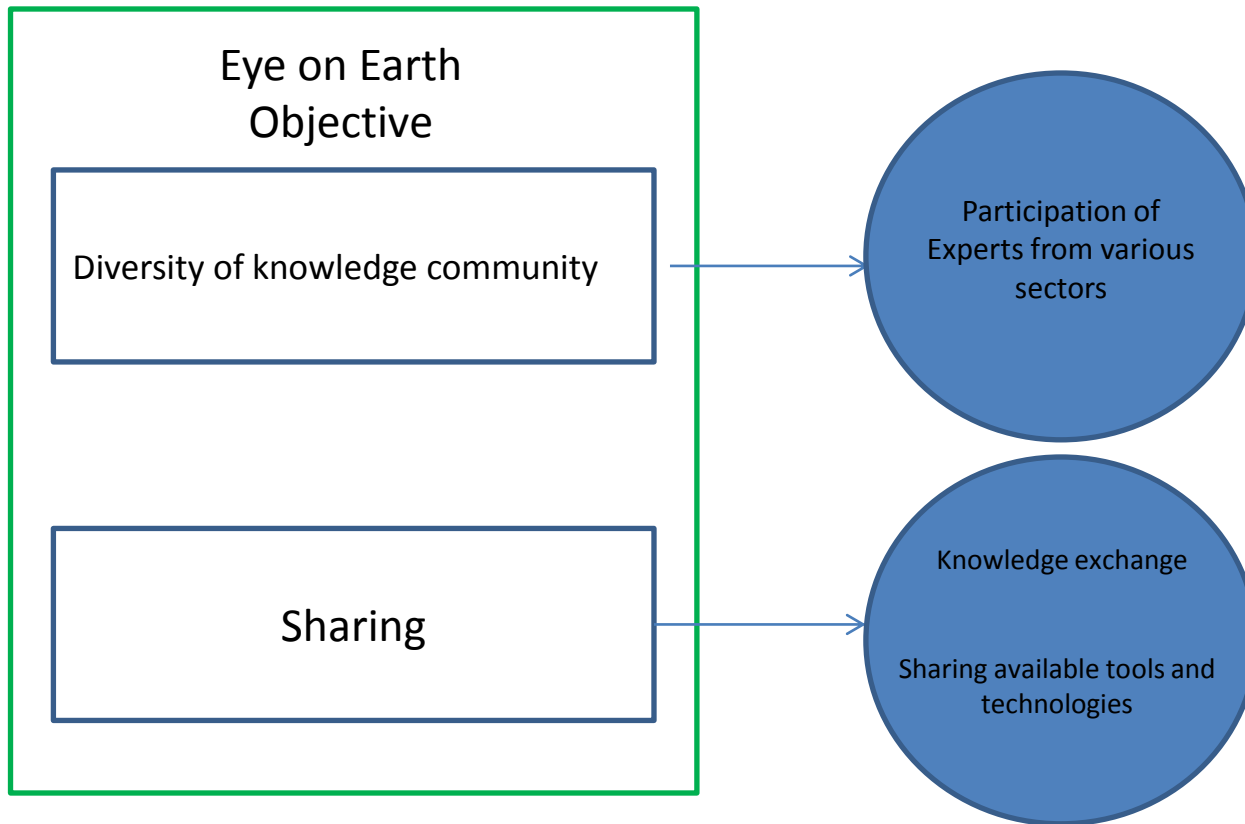 Eye on Earth
Objective
Diversity of knowledge community
Participation of
Experts from various
sectors
Sharing
Knowledge exchange
Sharing available tools and
technologies